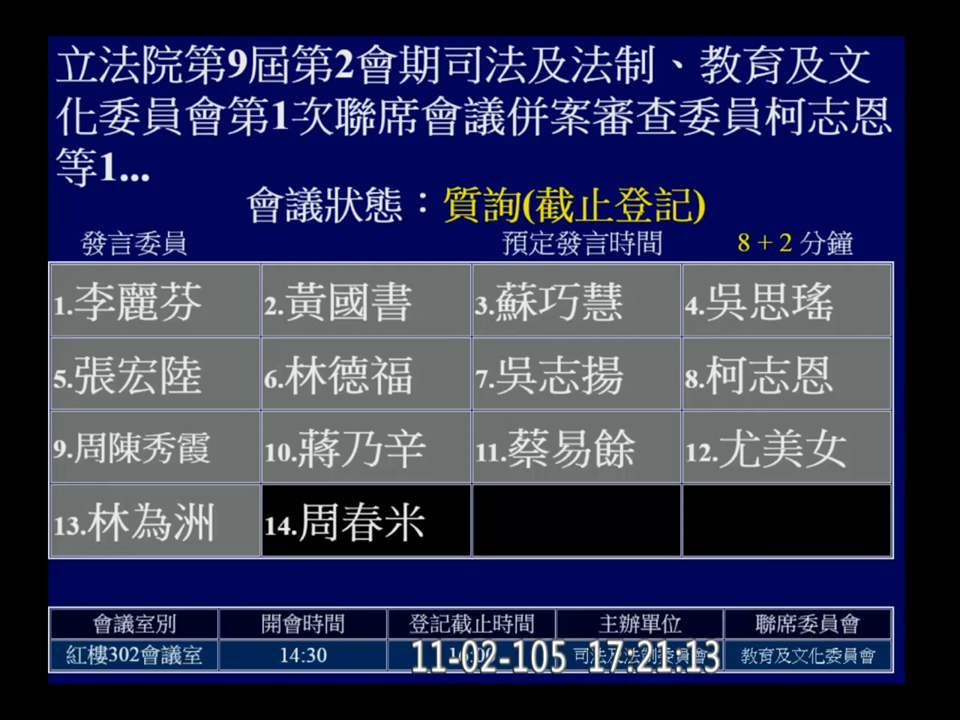 立法院第9屆第2會期司法及法制、教育及文
化委員會第1次聯席會議併案審查委員柯志恩
等1...
會議狀態：質詢(截止登記)
發言委員 預定發言時間 8 + 2 分鐘
1.李麗芬 2.黃國書 3.蘇巧慧 4.吳思瑤
5.張宏陸 6.林德福 7.吳志揚 8.柯志恩
9.周陳秀霞 10.蔣乃辛 11.蔡易餘 12.尤美女
13.林為洲 14.周春米
會議室別 開會時間 登記截止時間 主辦單位 聯席委員會
紅樓302會議室 14:30 司法及法制委員會 教育及文化委員會
11-02-105 17:21:13